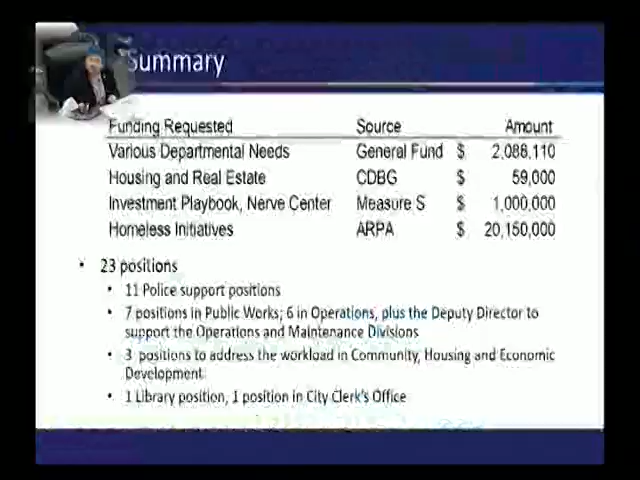 Summary
Funding Requested Source Amount
Various Departmental Needs General Fund $ 2,086,110
Housing and Real Estate CDBG $ 59,000
Investment Playbook, Nerve Center Measure S $ 1,000,000
Homeless Initiatives ARPA $ 20,150,000
• 23 positions
• 11 Police support positions
• 7 positions in Public Works; 6 in Operations, plus the Deputy Director to
support the Operations and Maintenance Divisions
• 3 positions to address the workload in Community, Housing and Economic
Development
• 1 Library position, 1 position in City Clerk's Office